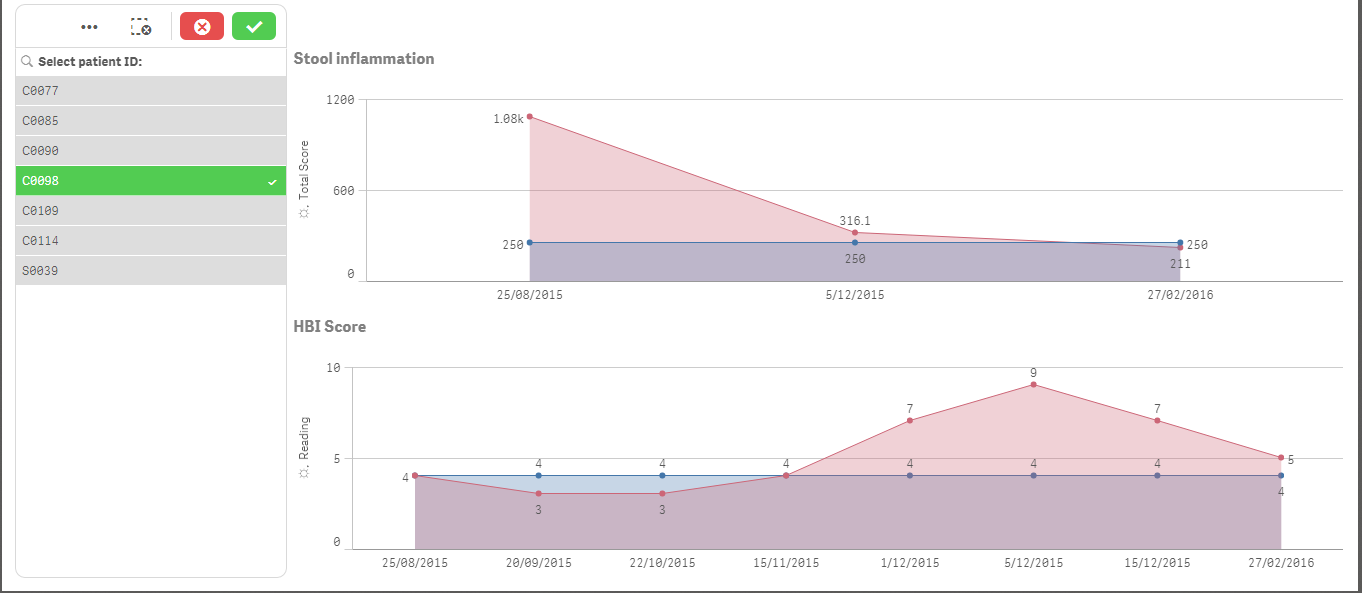 Select patient ID:
C0077
C0085
C0090
C0098
C0109
C0114
S0039
Stool inflammation
Total Score
1200
600
0
1.08k
316.1
250
250
250
211
25/08/2015
5/12/2015
27/02/2016
HBI Score
Reading
10
5
0
9
7
7
4
4
4
4
4
4
4
5
3
3
4
25/08/2015
20/09/2015
22/10/2015
15/11/2015
1/12/2015
5/12/2015
15/12/2015
27/02/2016